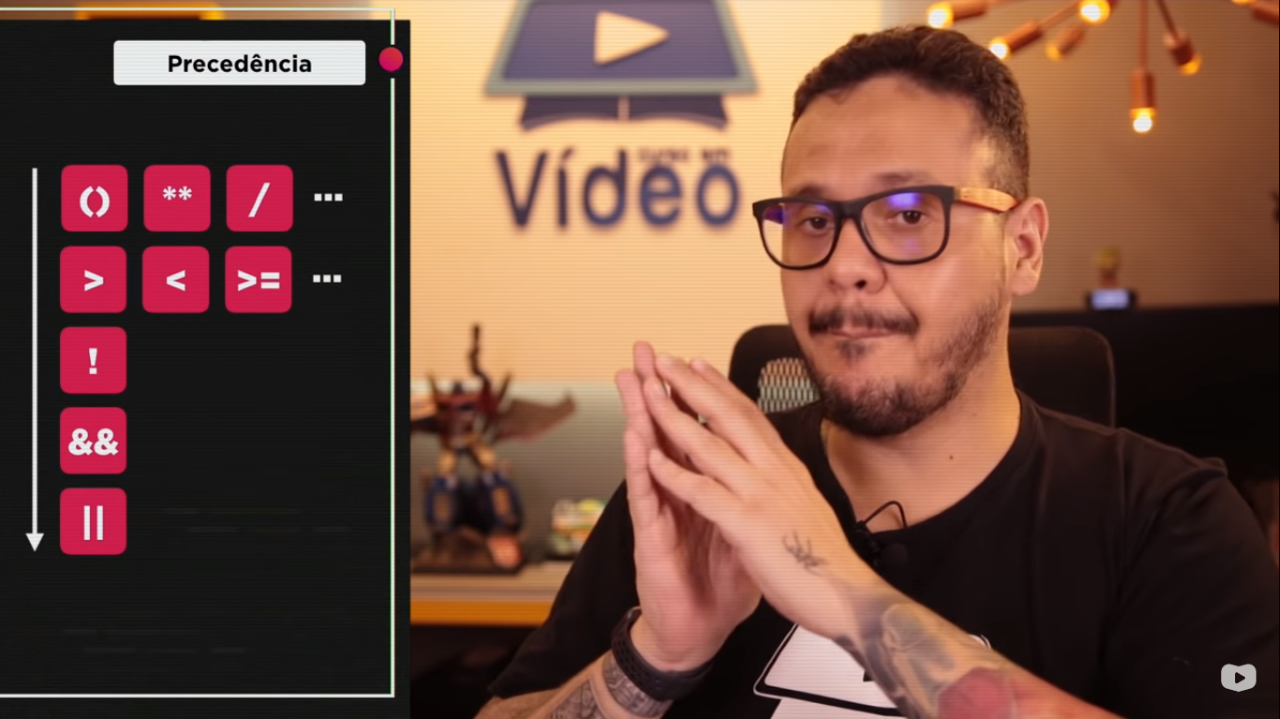 Precedência
() ** / ...
> < >= ...
!
&&
||
Vídeo